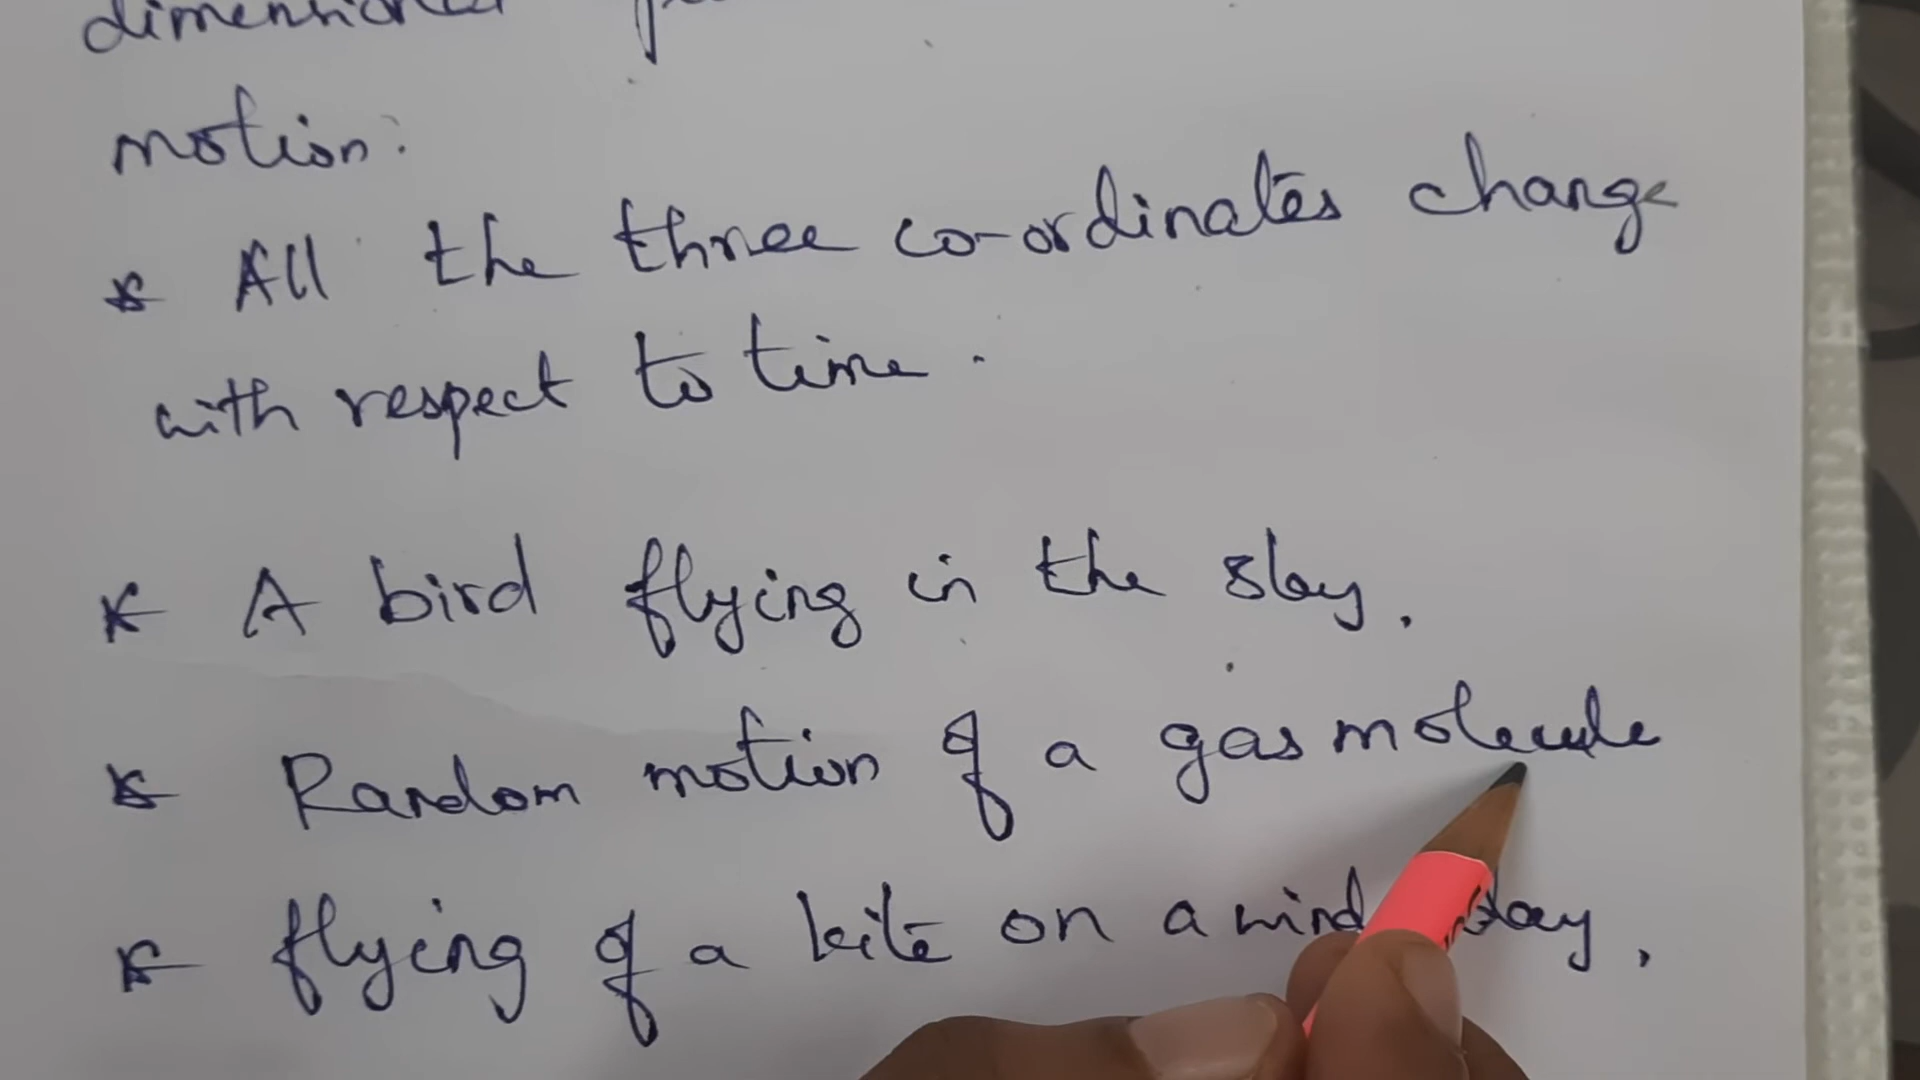 dimensional
motion:
* All the three co-ordinates change
with respect to time.
* A bird flying in the sky.
* Random motion of a gas molecule
* flying of a kite on a day.